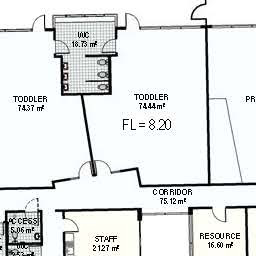 WC
18.73 m²
TODDLER
74.37 m²
TODDLER
74.44 m²
PR
FL = 8.20
CORRIDOR
75.12 m²
ACCESS
5.06 m²
WC
STAFF
21.27 m²
RESOURCE
16.60 m²